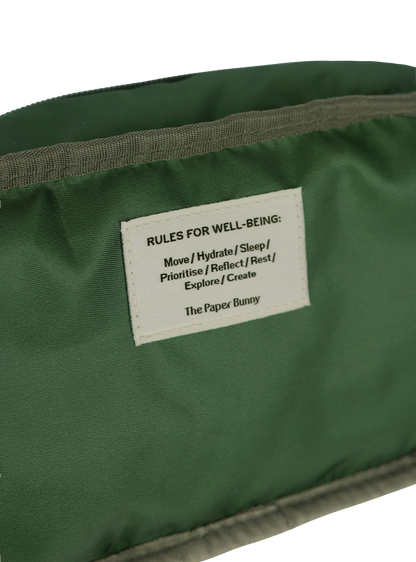 RULES FOR WELL-BEING:
Move / Hydrate / Sleep /
Prioritise / Reflect / Rest /
Explore / Create
The Paper Bunny